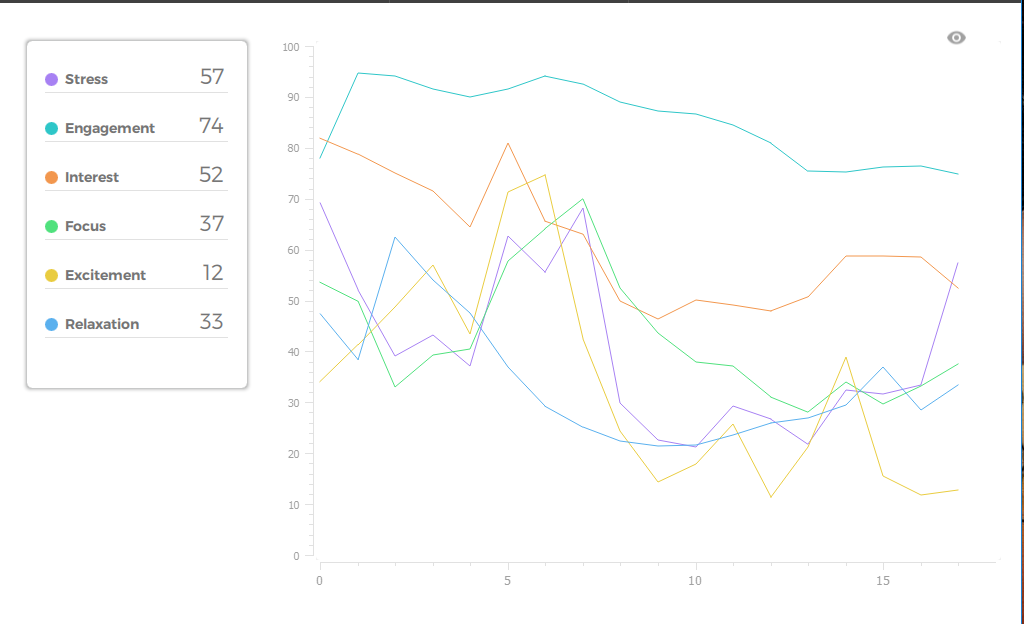 Stress 57
Engagement 74
Interest 52
Focus 37
Excitement 12
Relaxation 33
100
90
80
70
60
50
40
30
20
10
0
0 5 10 15